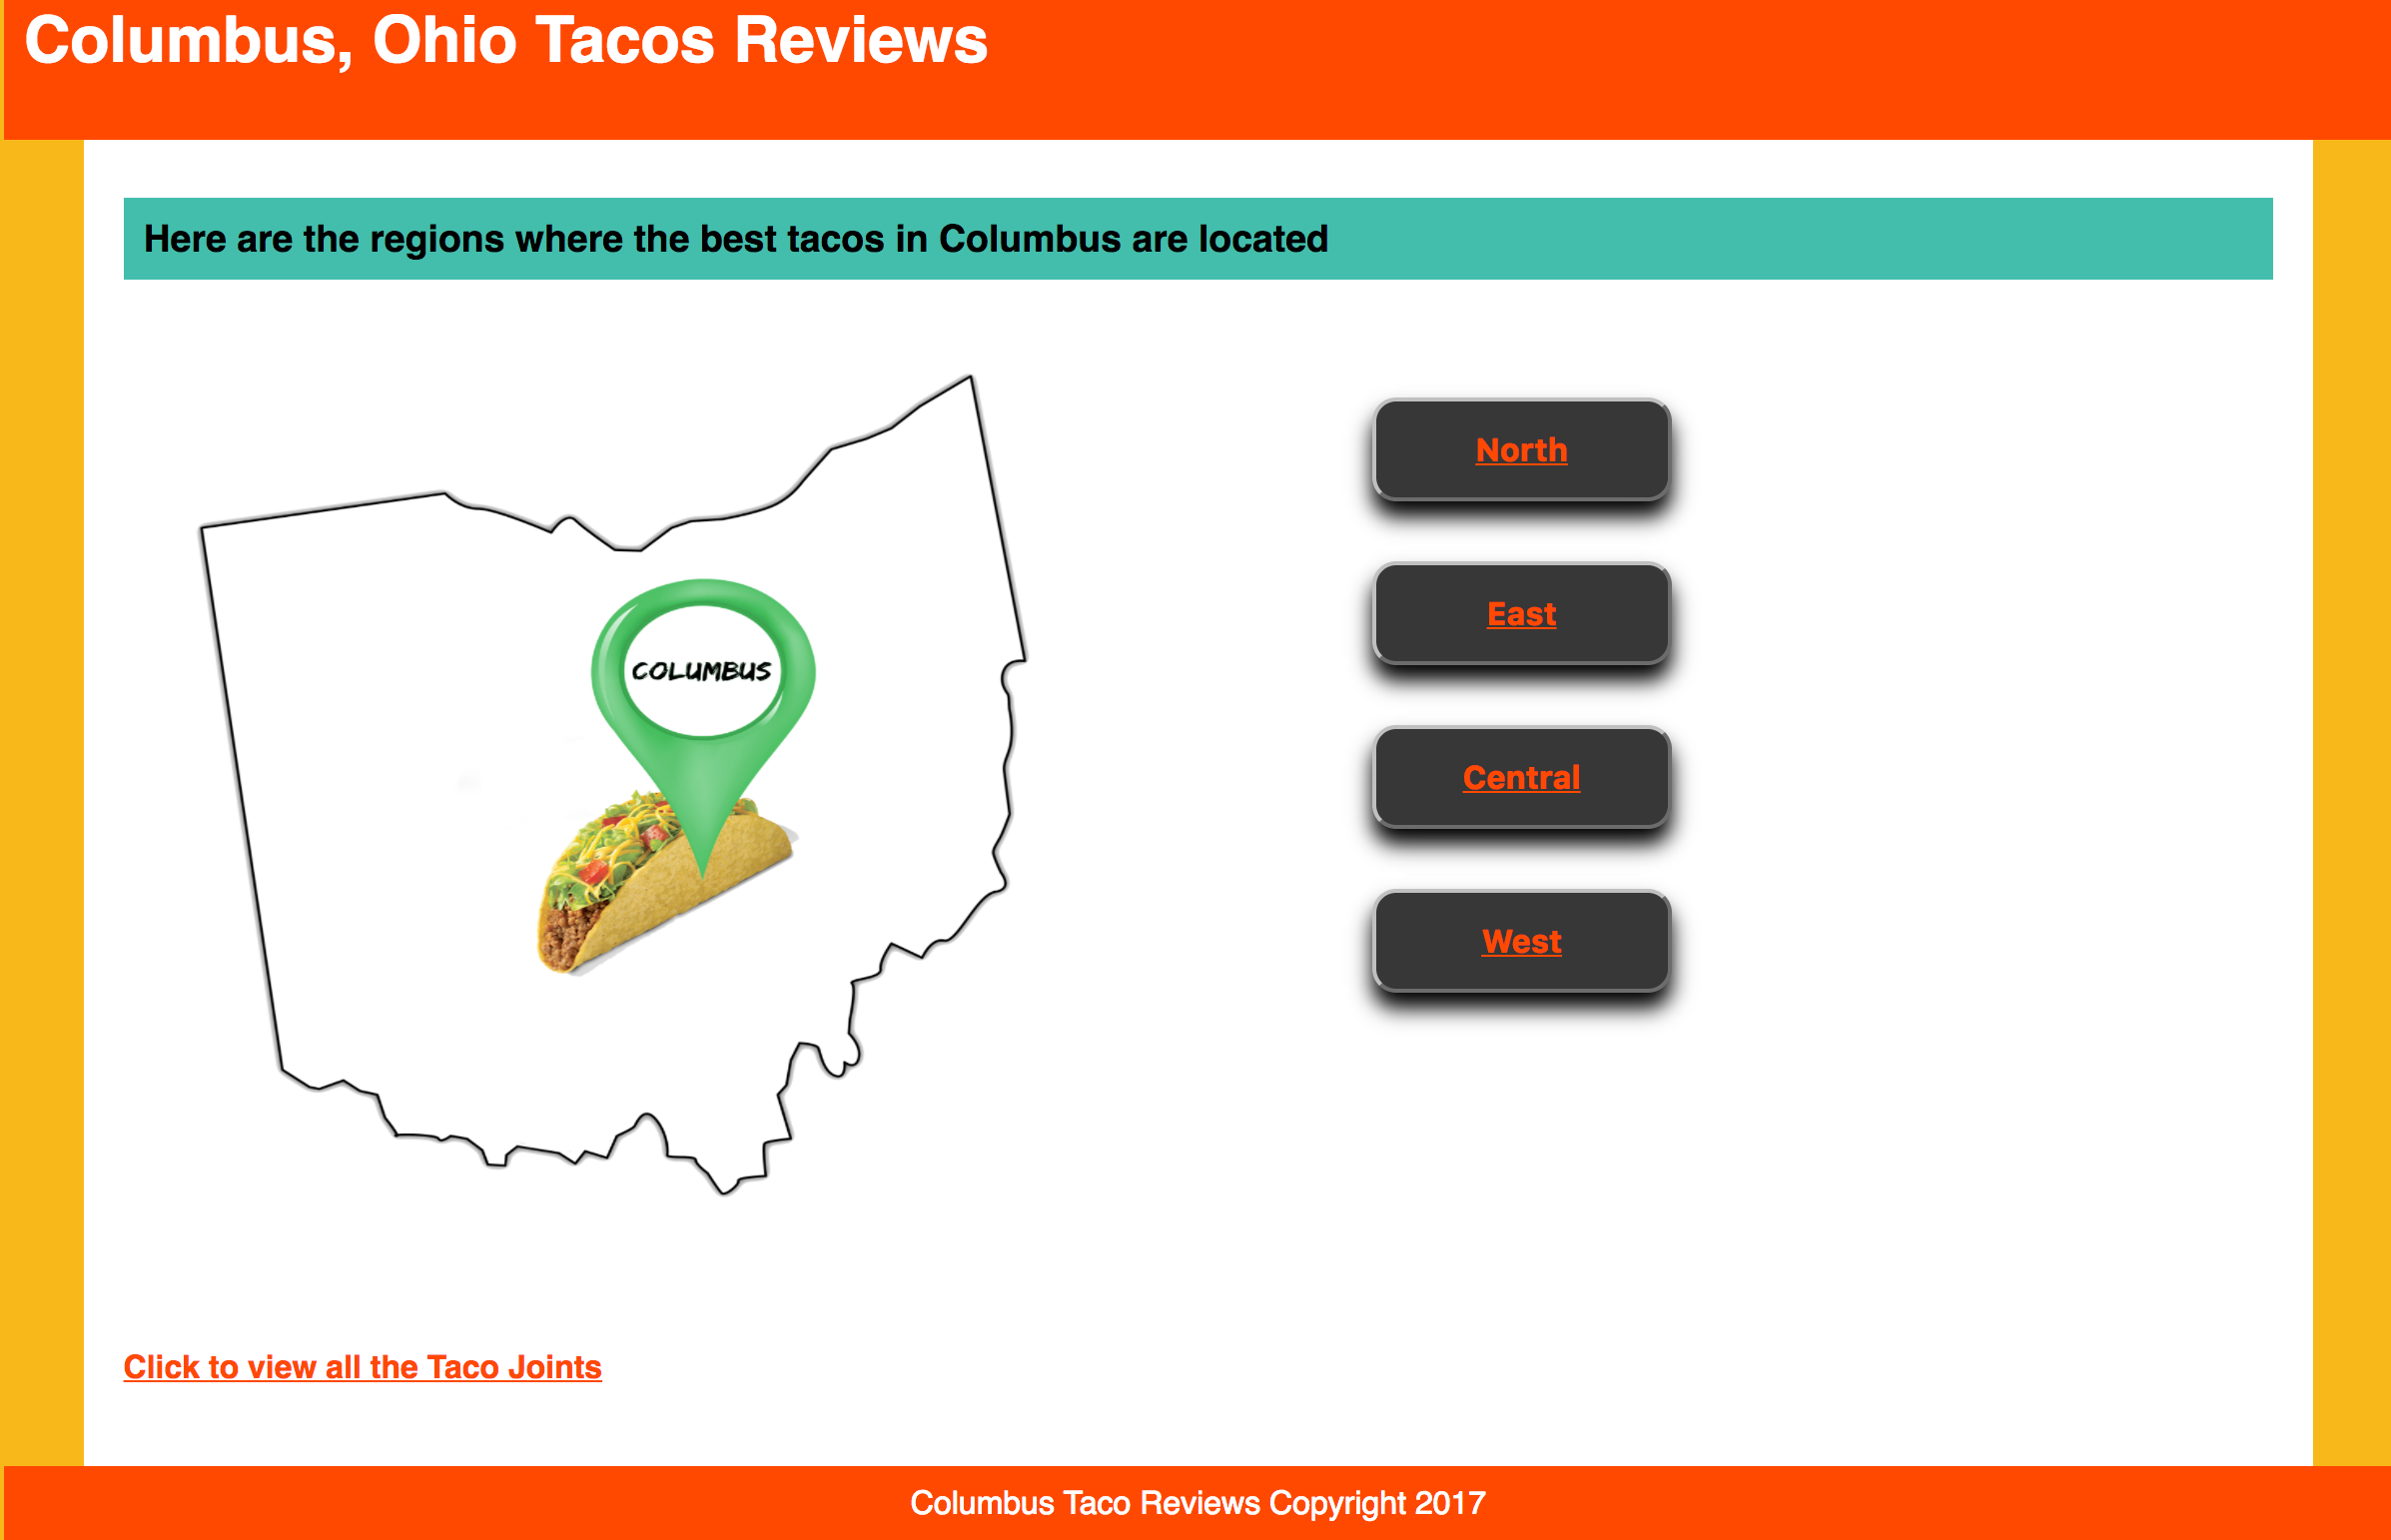 Columbus, Ohio Tacos Reviews
Here are the regions where the best tacos in Columbus are located
COLUMBUS
North
East
Central
West
Click to view all the Taco Joints
Columbus Taco Reviews Copyright 2017